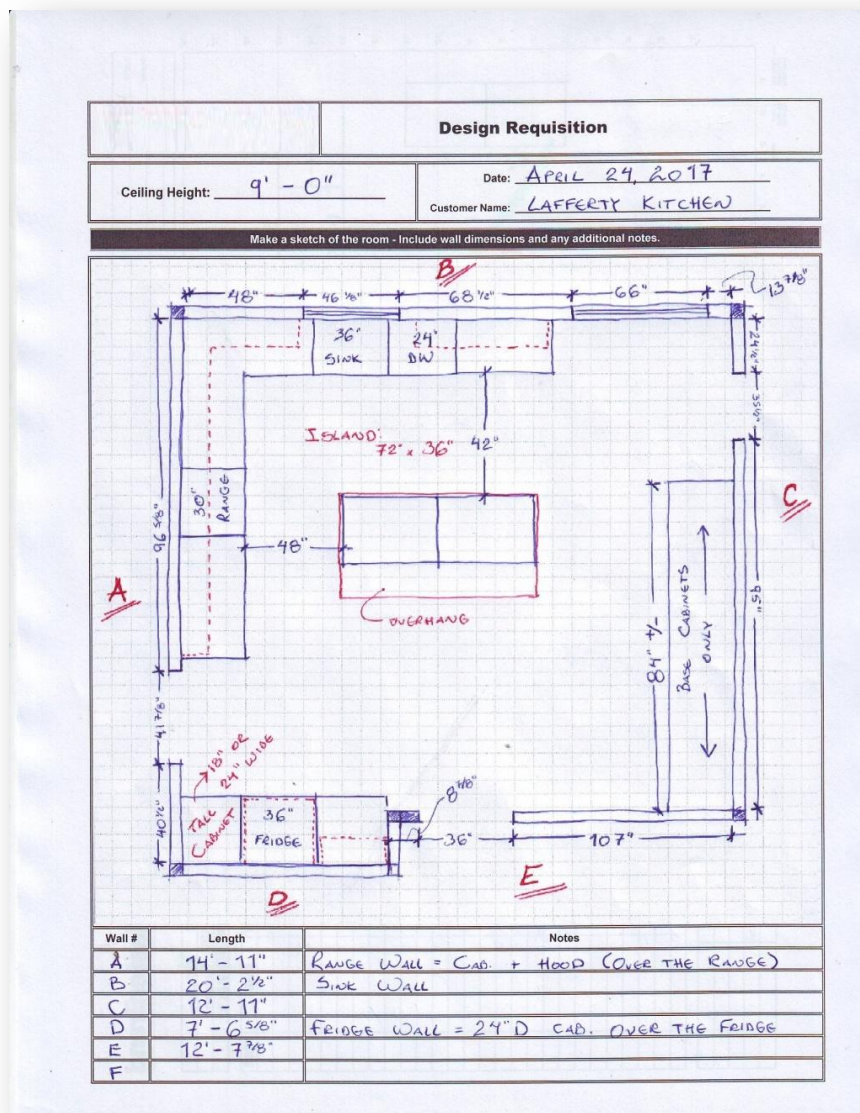 Design Requisition
Ceiling Height: 9' - 0"
Date: APRIL 24, 2017
Customer Name: LAFFERTY KITCHEN
Make a sketch of the room - Include wall dimensions and any additional notes.
B
48" 46 1/8" 68 1/2" 66" 13 7/8"
36" SINK
24" DW
24 1/2"
35 1/2"
ISLAND:
72" x 36"
42"
C
30" RANGE
96 5/8"
48"
A
OVERHANG
84" +/-
BASE CABINETS
ONLY
95"
41 7/8"
18" OR
24" WIDE
40 1/2"
TALL
CABINET
36"
FRIDGE
8 7/8"
36"
107"
D
E
Wall # Length Notes
A 14' - 11" RANGE WALL = CAB. + HOOD (OVER THE RANGE)
B 20' - 2 1/2" SINK WALL
C 12' - 11"
D 7' - 6 5/8" FRIDGE WALL = 24"D CAB. OVER THE FRIDGE
E 12' - 7 7/8"
F